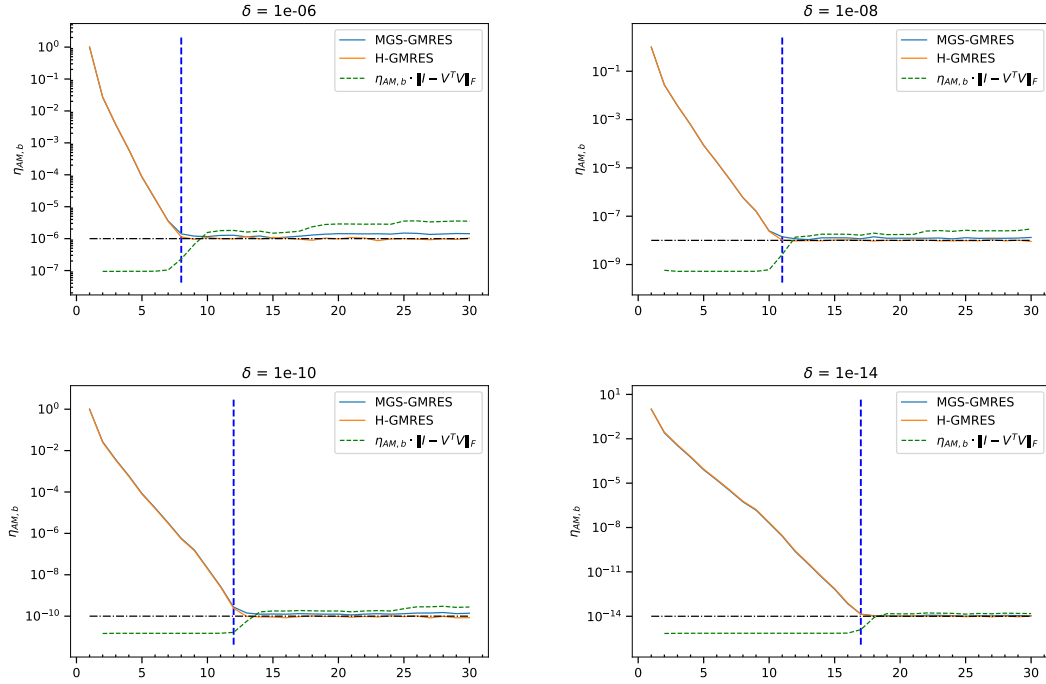 δ = 1e-06
MGS-GMRES
H-GMRES
η_{AM, b} · ‖I − V^T V‖_F
η_{AM, b}
10^0
10^{-1}
10^{-2}
10^{-3}
10^{-4}
10^{-5}
10^{-6}
10^{-7}
0 5 10 15 20 25 30
δ = 1e-08
MGS-GMRES
H-GMRES
η_{AM, b} · ‖I − V^T V‖_F
η_{AM, b}
10^{-1}
10^{-3}
10^{-5}
10^{-7}
10^{-9}
0 5 10 15 20 25 30
δ = 1e-10
MGS-GMRES
H-GMRES
η_{AM, b} · ‖I − V^T V‖_F
η_{AM, b}
10^0
10^{-2}
10^{-4}
10^{-6}
10^{-8}
10^{-10}
0 5 10 15 20 25 30
δ = 1e-14
MGS-GMRES
H-GMRES
η_{AM, b} · ‖I − V^T V‖_F
η_{AM, b}
10^1
10^{-2}
10^{-5}
10^{-8}
10^{-11}
10^{-14}
0 5 10 15 20 25 30